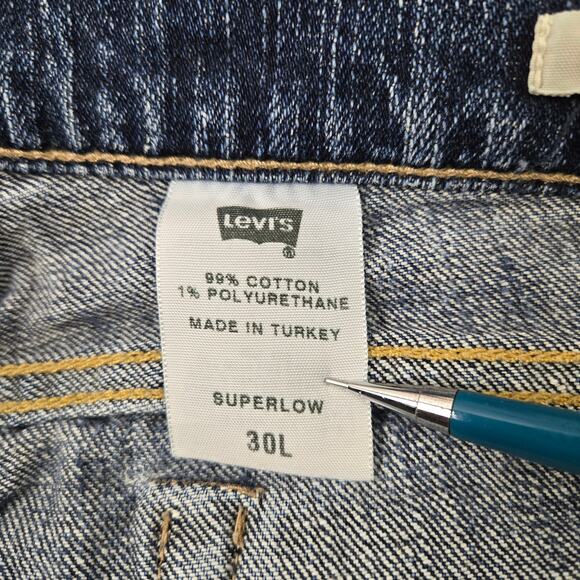 Levi's
®
99% COTTON
1% POLYURETHANE
MADE IN TURKEY
SUPERLOW
30L